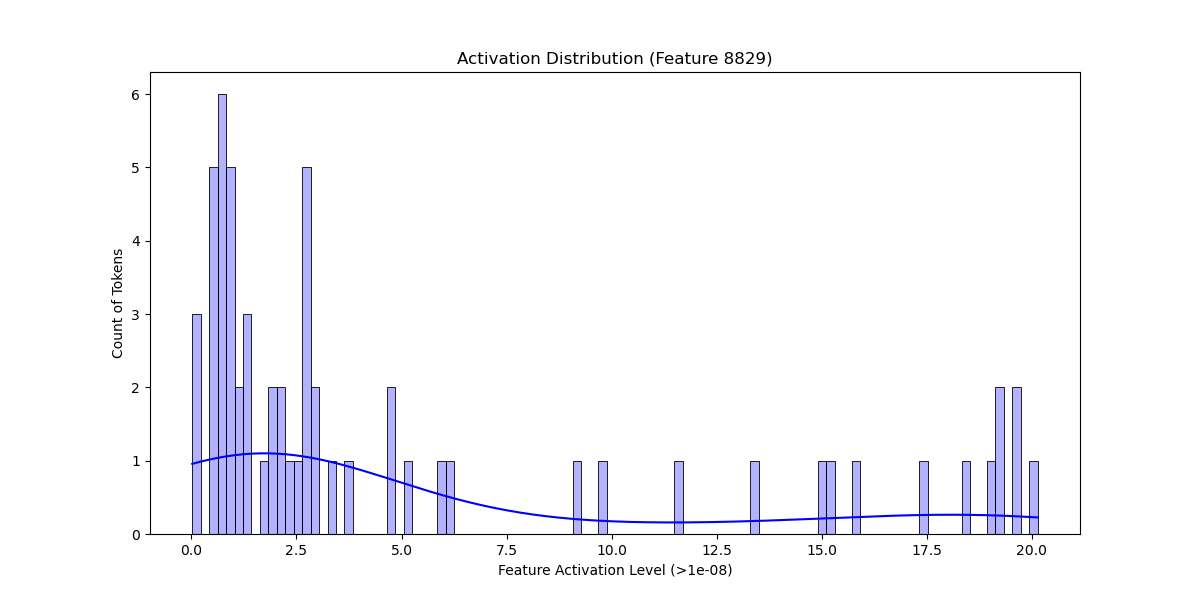 Activation Distribution (Feature 8829)
6
5
4
3
2
1
0
Count of Tokens
0.0 2.5 5.0 7.5 10.0 12.5 15.0 17.5 20.0
Feature Activation Level (>1e-08)